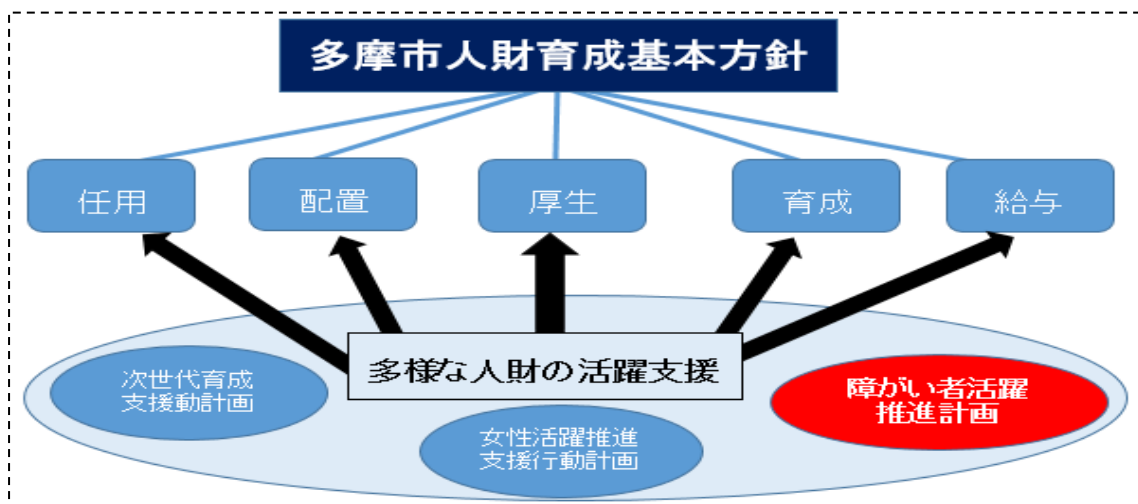 多摩市人財育成基本方針
任用
配置
厚生
育成
給与
多様な人財の活躍支援
次世代育成
支援動計画
女性活躍推進
支援行動計画
障がい者活躍
推進計画